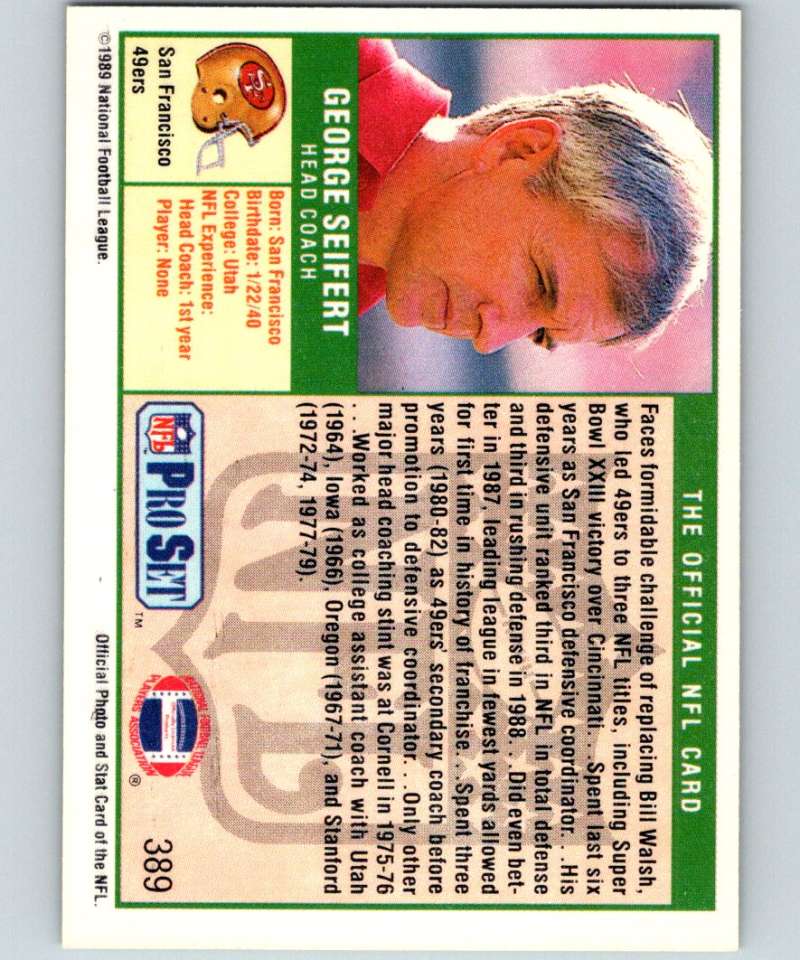 THE OFFICIAL NFL CARD
GEORGE SEIFERT
HEAD COACH
San Francisco
49ers
Born: San Francisco
Birthdate: 1/22/40
College: Utah
NFL Experience:
Head Coach: 1st year
Player: None
Faces formidable challenge of replacing Bill Walsh,
who led 49ers to three NFL titles, including Super
Bowl XXIII victory over Cincinnati...Spent last six
years as San Francisco defensive coordinator...His
defensive unit ranked third in NFL in total defense
and third in rushing defense in 1988...Did even bet-
ter in 1987, leading league in fewest yards allowed
for first time in history of franchise...Spent three
years (1980-82) as 49ers' secondary coach before
promotion to defensive coordinator...Only other
major head coaching stint was at Cornell in 1975-76
...Worked as college assistant coach with Utah
(1964), Iowa (1966), Oregon (1967-71), and Stanford
(1972-74, 1977-79).
NFL
NFL PRO SET ™
NATIONAL FOOTBALL LEAGUE
PLAYERS ASSOCIATION
®
389
©1989 National Football League.
Official Photo and Stat Card of the NFL.